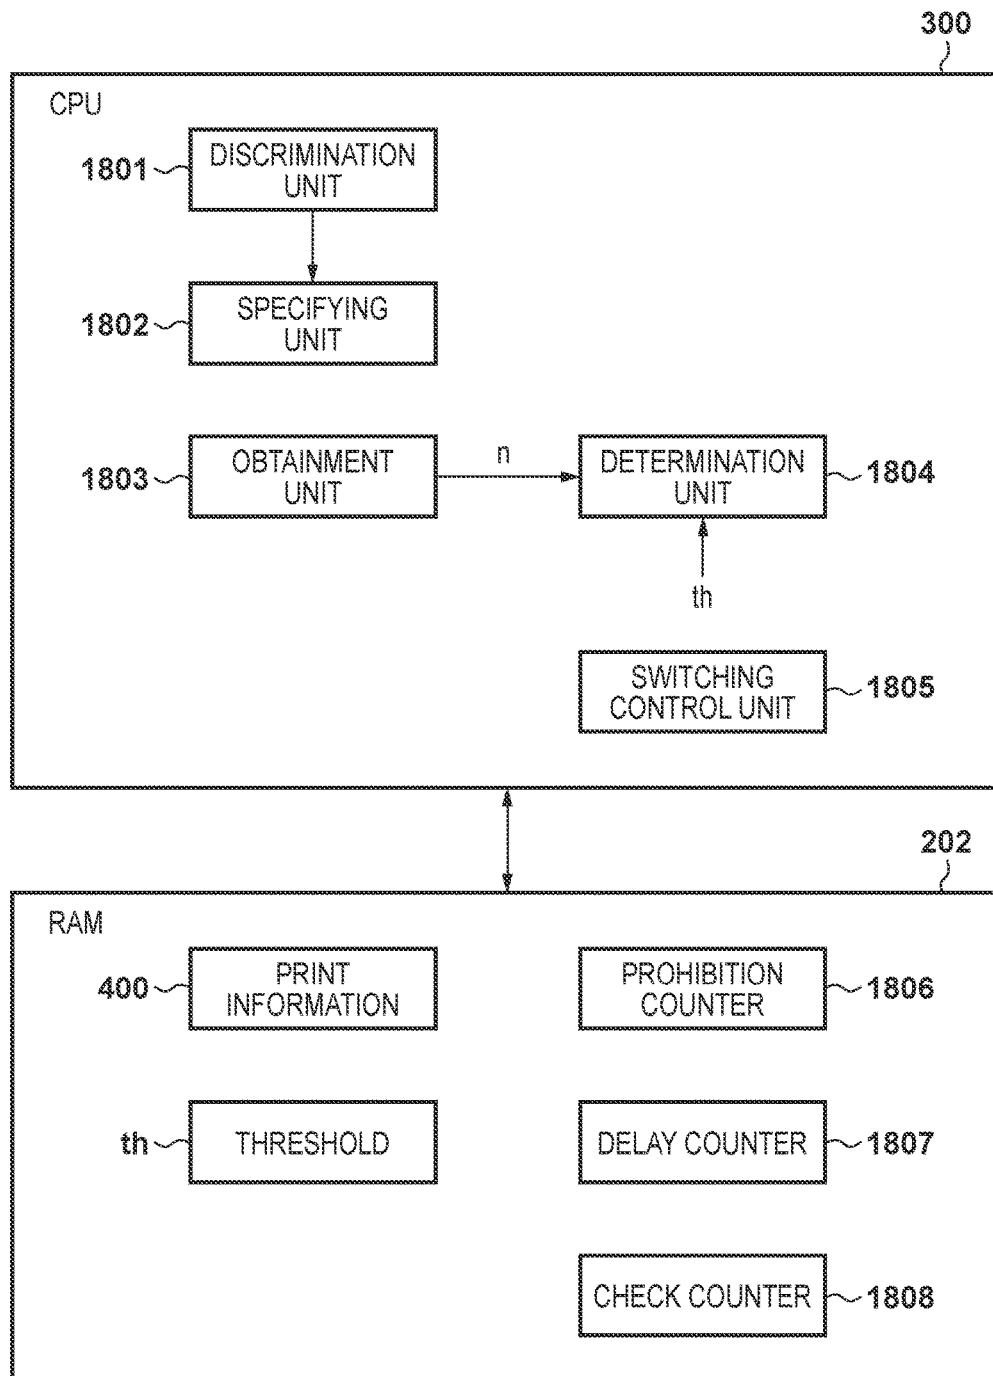 300
CPU
1801
DISCRIMINATION
UNIT
1802
SPECIFYING
UNIT
1803
OBTAINMENT
UNIT
n
DETERMINATION
UNIT
1804
th
SWITCHING
CONTROL UNIT
1805
202
RAM
400
PRINT
INFORMATION
PROHIBITION
COUNTER
1806
th
THRESHOLD
DELAY COUNTER
1807
CHECK COUNTER
1808